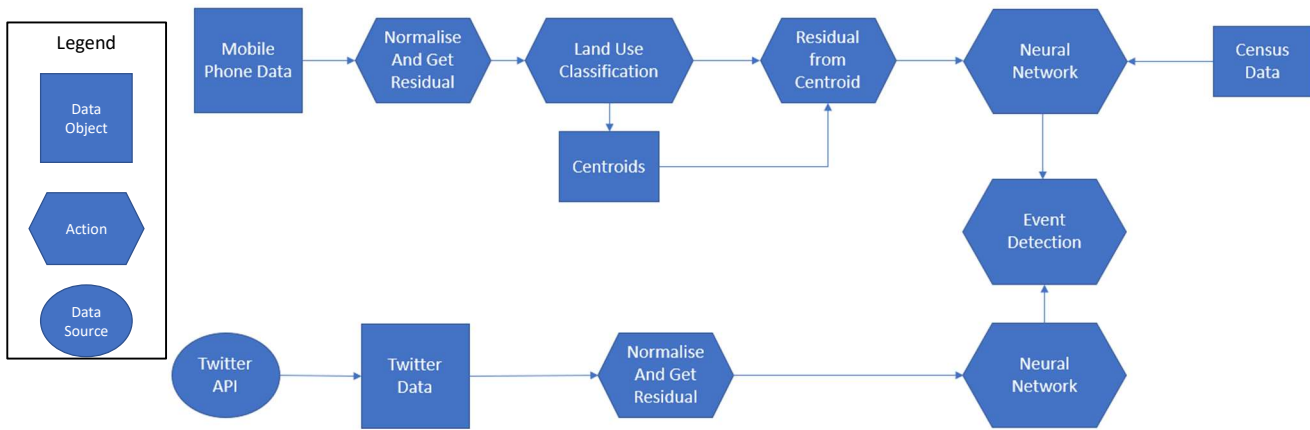 Legend
Data
Object
Action
Data
Source
Mobile
Phone Data
Normalise
And Get
Residual
Land Use
Classification
Residual
from
Centroid
Neural
Network
Census
Data
Centroids
Event
Detection
Twitter
API
Twitter
Data
Normalise
And Get
Residual
Neural
Network